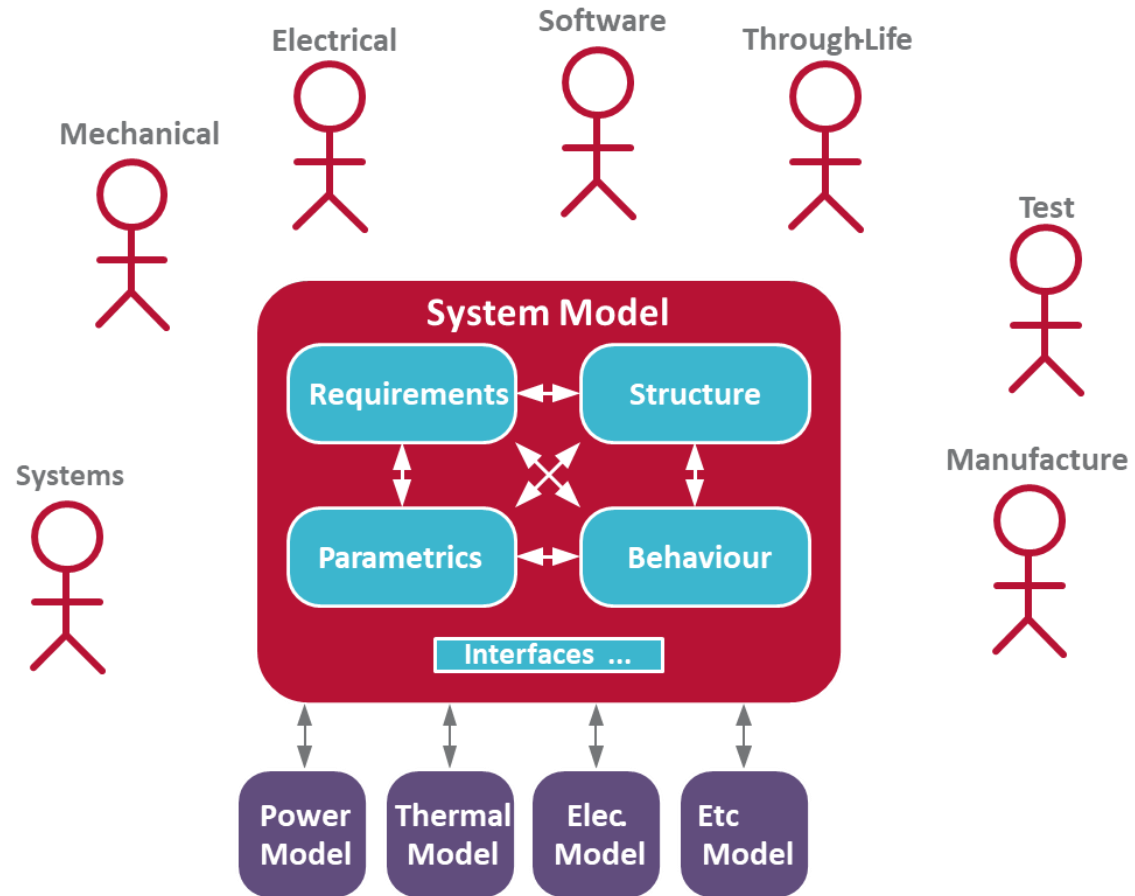 Software
Electrical
Through-Life
Mechanical
Test
System Model
Requirements
Structure
Systems
Manufacture
Parametrics
Behaviour
Interfaces ...
Power
Model
Thermal
Model
Elec.
Model
Etc
Model